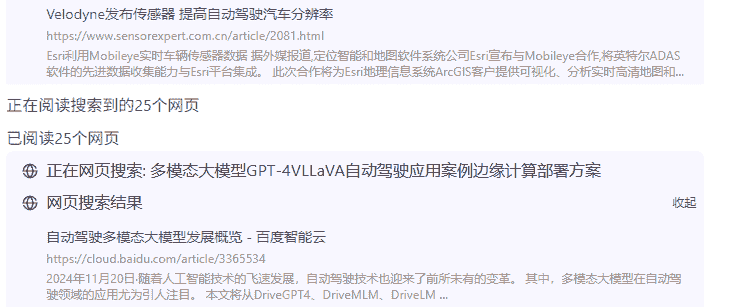 Velodyne发布传感器 提高自动驾驶汽车分辨率
https://www.sensorexpert.com.cn/article/2081.html
Esri利用Mobileye实时车辆传感器数据 据外媒报道,定位智能和地图软件系统公司Esri宣布与Mobileye合作,将英特尔ADAS
软件的先进数据收集能力与Esri平台集成。 此次合作将为Esri地理信息系统ArcGIS客户提供可视化、分析实时高清地图和...
正在阅读搜索到的25个网页
已阅读25个网页
正在网页搜索: 多模态大模型GPT-4VLLaVA自动驾驶应用案例边缘计算部署方案
网页搜索结果
收起
自动驾驶多模态大模型发展概览 - 百度智能云
https://cloud.baidu.com/article/3365534
2024年11月20日·随着人工智能技术的飞速发展，自动驾驶技术也迎来了前所未有的变革。 其中，多模态大模型在自动驾
驶领域的应用尤为引人注目。 本文将从DriveGPT4、DriveMLM、DriveLM ...